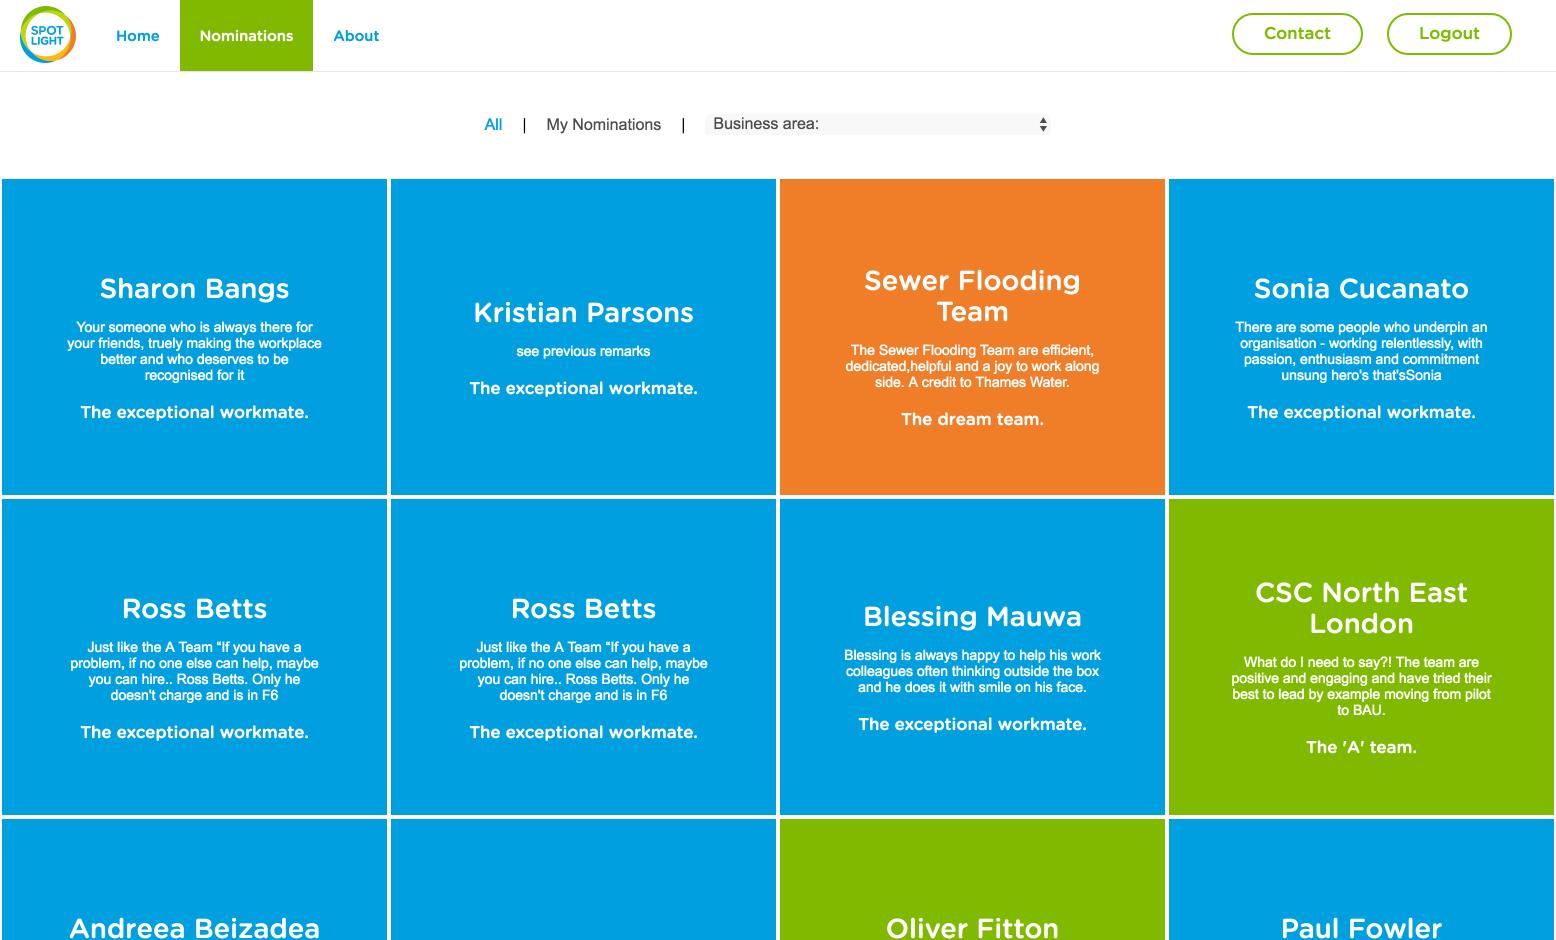 SPOT
LIGHT
Home
Nominations
About
Contact
Logout
All | My Nominations | Business area:
Sharon Bangs
Your someone who is always there for
your friends, truely making the workplace
better and who deserves to be
recognised for it
The exceptional workmate.
Kristian Parsons
see previous remarks
The exceptional workmate.
Sewer Flooding
Team
The Sewer Flooding Team are efficient,
dedicated,helpful and a joy to work along
side. A credit to Thames Water.
The dream team.
Sonia Cucanato
There are some people who underpin an
organisation - working relentlessly, with
passion, enthusiasm and commitment
unsung hero's that'sSonia
The exceptional workmate.
Ross Betts
Just like the A Team “If you have a
problem, if no one else can help, maybe
you can hire.. Ross Betts. Only he
doesn't charge and is in F6
The exceptional workmate.
Ross Betts
Just like the A Team “If you have a
problem, if no one else can help, maybe
you can hire.. Ross Betts. Only he
doesn't charge and is in F6
The exceptional workmate.
Blessing Mauwa
Blessing is always happy to help his work
colleagues often thinking outside the box
and he does it with smile on his face.
The exceptional workmate.
CSC North East
London
What do I need to say?! The team are
positive and engaging and have tried their
best to lead by example moving from pilot
to BAU.
The 'A' team.
Andreea Beizadea
Oliver Fitton
Paul Fowler